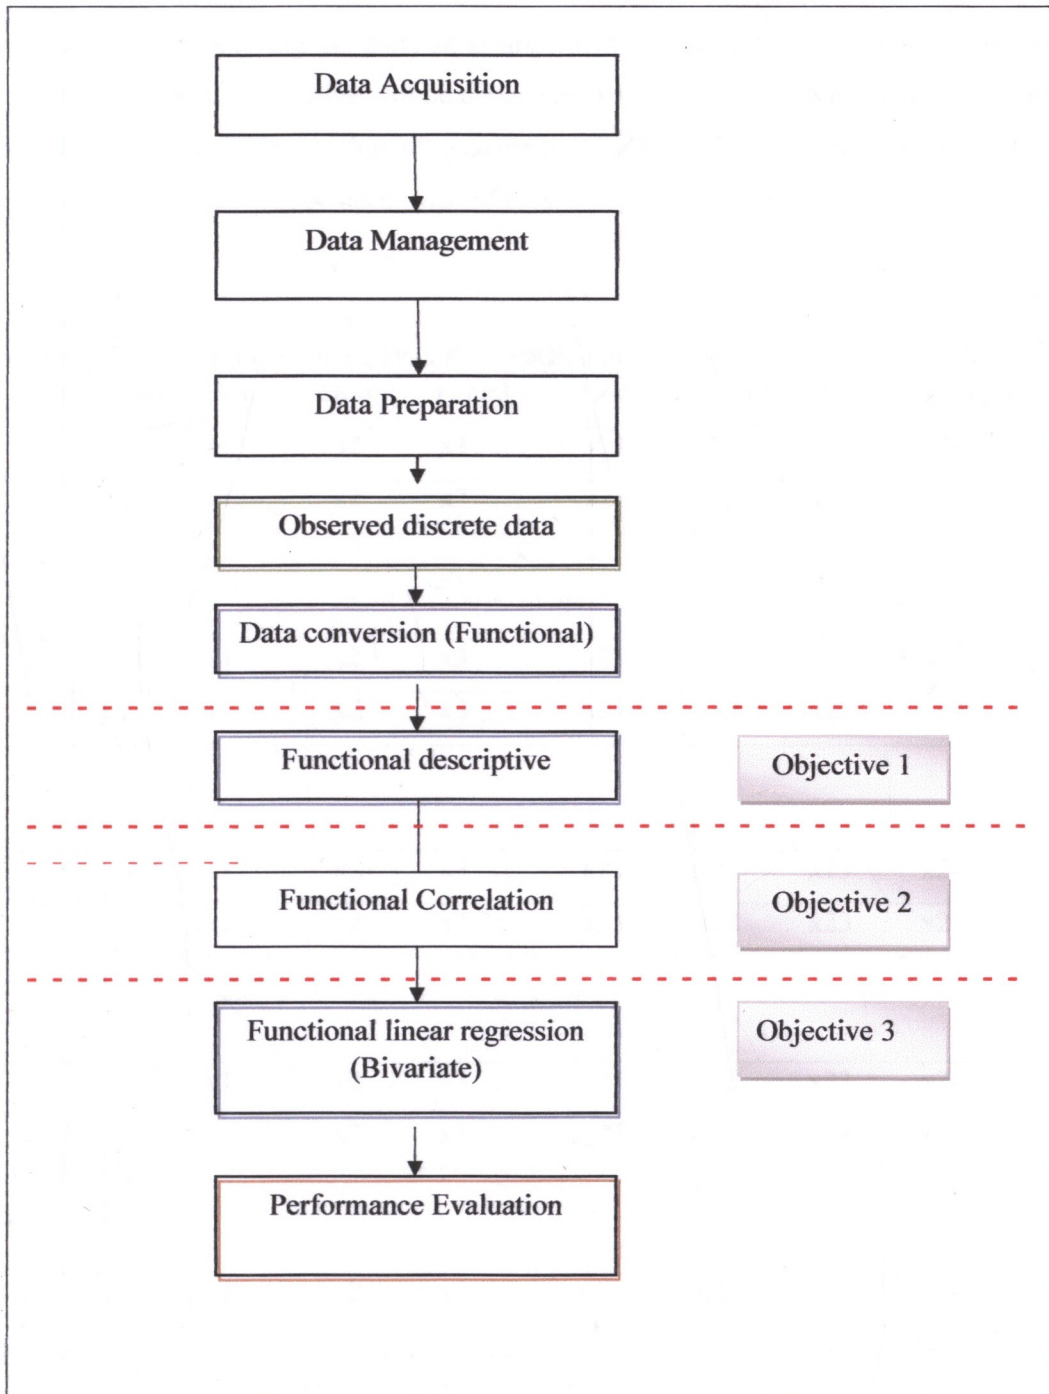 Data Acquisition
Data Management
Data Preparation
Observed discrete data
Data conversion (Functional)
Functional descriptive
Objective 1
Functional Correlation
Objective 2
Functional linear regression
(Bivariate)
Objective 3
Performance Evaluation